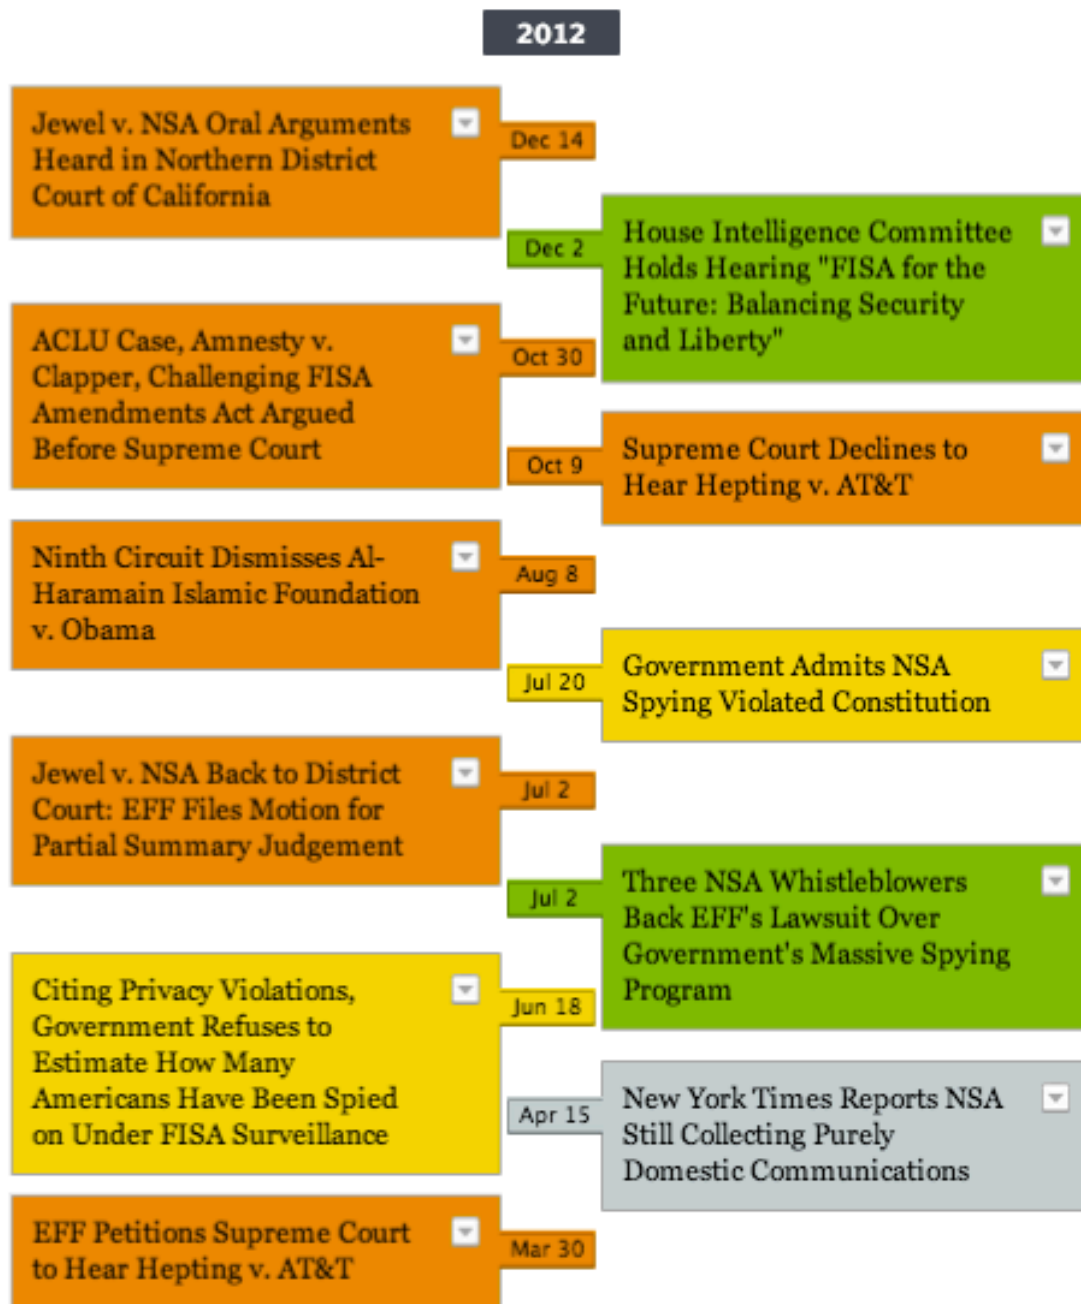 2012
Jewel v. NSA Oral Arguments
Heard in Northern District
Court of California
Dec 14
House Intelligence Committee
Holds Hearing "FISA for the
Future: Balancing Security
and Liberty"
Dec 2
ACLU Case, Amnesty v.
Clapper, Challenging FISA
Amendments Act Argued
Before Supreme Court
Oct 30
Supreme Court Declines to
Hear Hepting v. AT&T
Oct 9
Ninth Circuit Dismisses Al-
Haramain Islamic Foundation
v. Obama
Aug 8
Government Admits NSA
Spying Violated Constitution
Jul 20
Jewel v. NSA Back to District
Court: EFF Files Motion for
Partial Summary Judgement
Jul 2
Three NSA Whistleblowers
Back EFF's Lawsuit Over
Government's Massive Spying
Program
Jul 2
Citing Privacy Violations,
Government Refuses to
Estimate How Many
Americans Have Been Spied
on Under FISA Surveillance
Jun 18
New York Times Reports NSA
Still Collecting Purely
Domestic Communications
Apr 15
EFF Petitions Supreme Court
to Hear Hepting v. AT&T
Mar 30